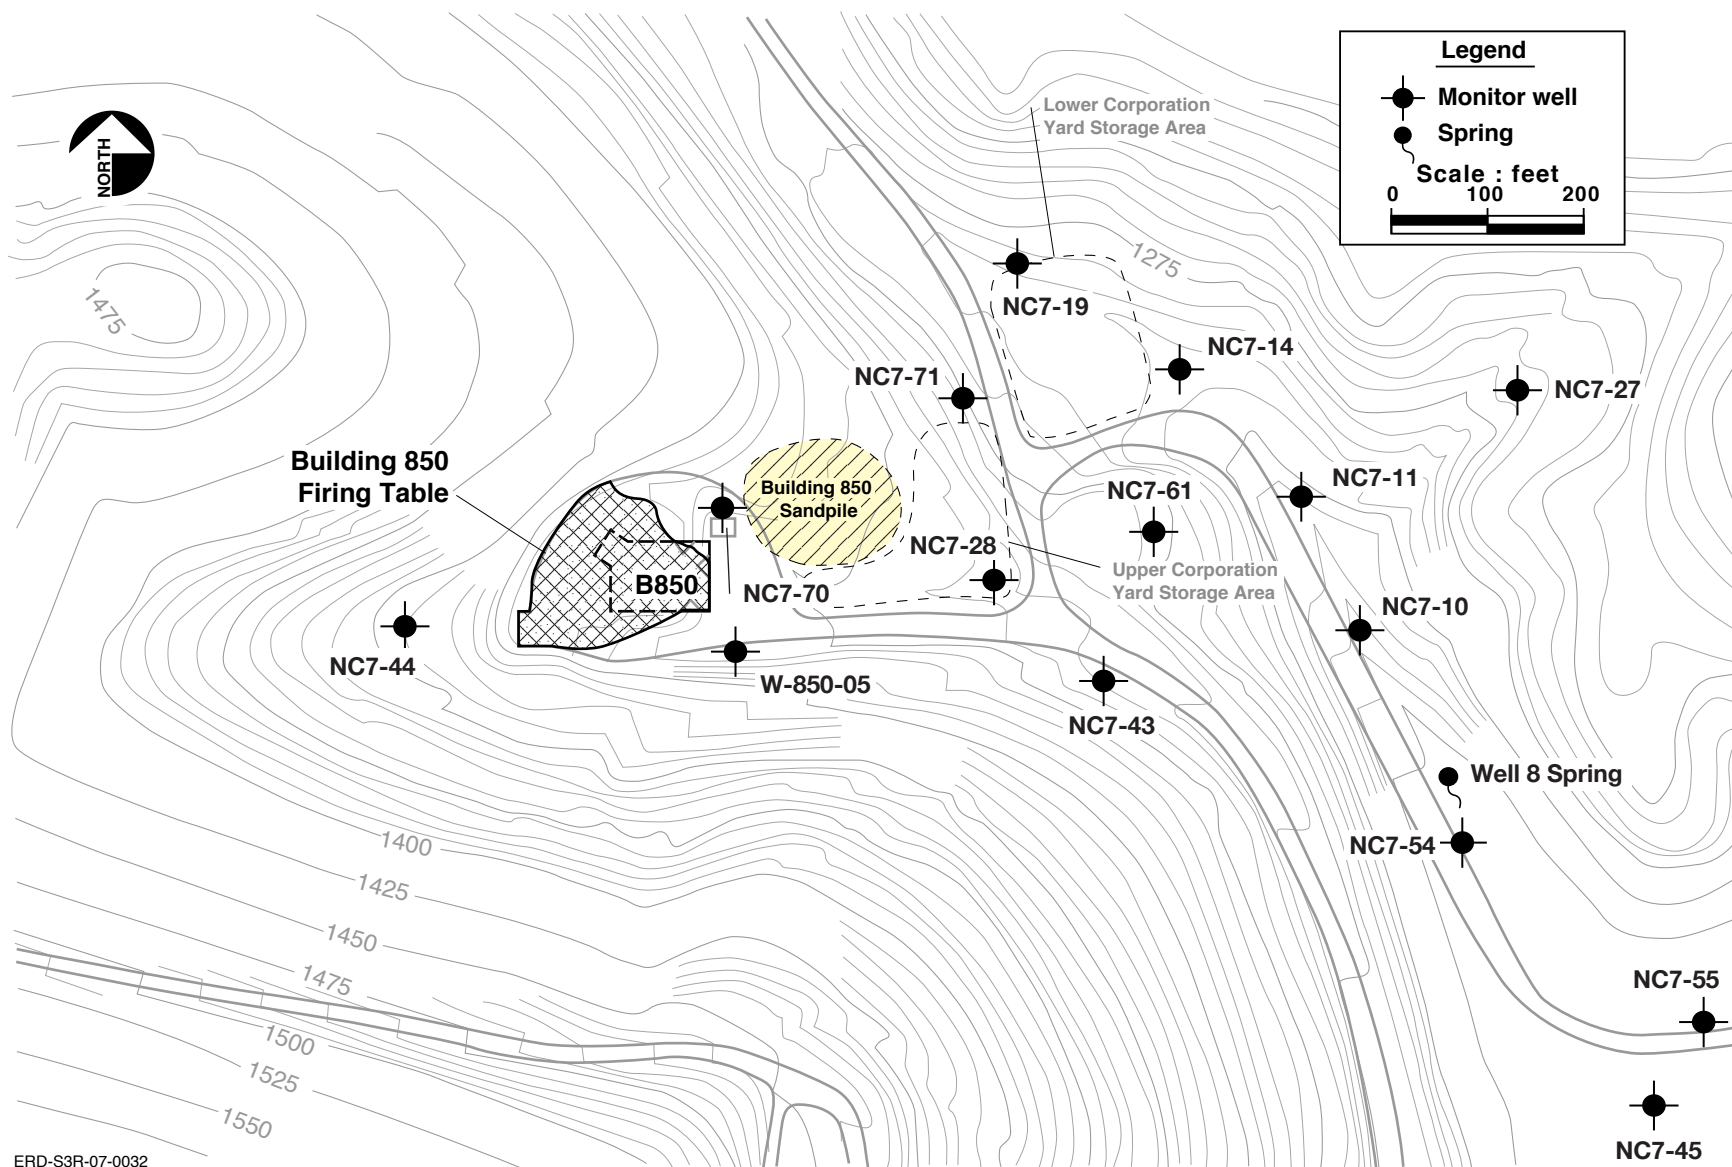 Legend
Monitor well
Spring
Scale : feet
0 100 200
NORTH
Lower Corporation
Yard Storage Area
1275
1475
NC7-19
NC7-14
NC7-71
NC7-27
Building 850
Firing Table
Building 850
Sandpile
NC7-11
NC7-61
NC7-28
Upper Corporation
Yard Storage Area
B850
NC7-70
NC7-10
NC7-44
W-850-05
NC7-43
Well 8 Spring
NC7-54
1400
1425
1450
1475
1500
1525
1550
NC7-55
NC7-45
ERD-S3R-07-0032